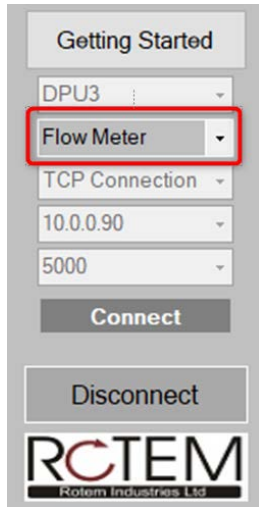 Getting Started
DPU3
Flow Meter
TCP Connection
10.0.0.90
5000
Connect
Disconnect
ROTEM
Rotem Industries Ltd